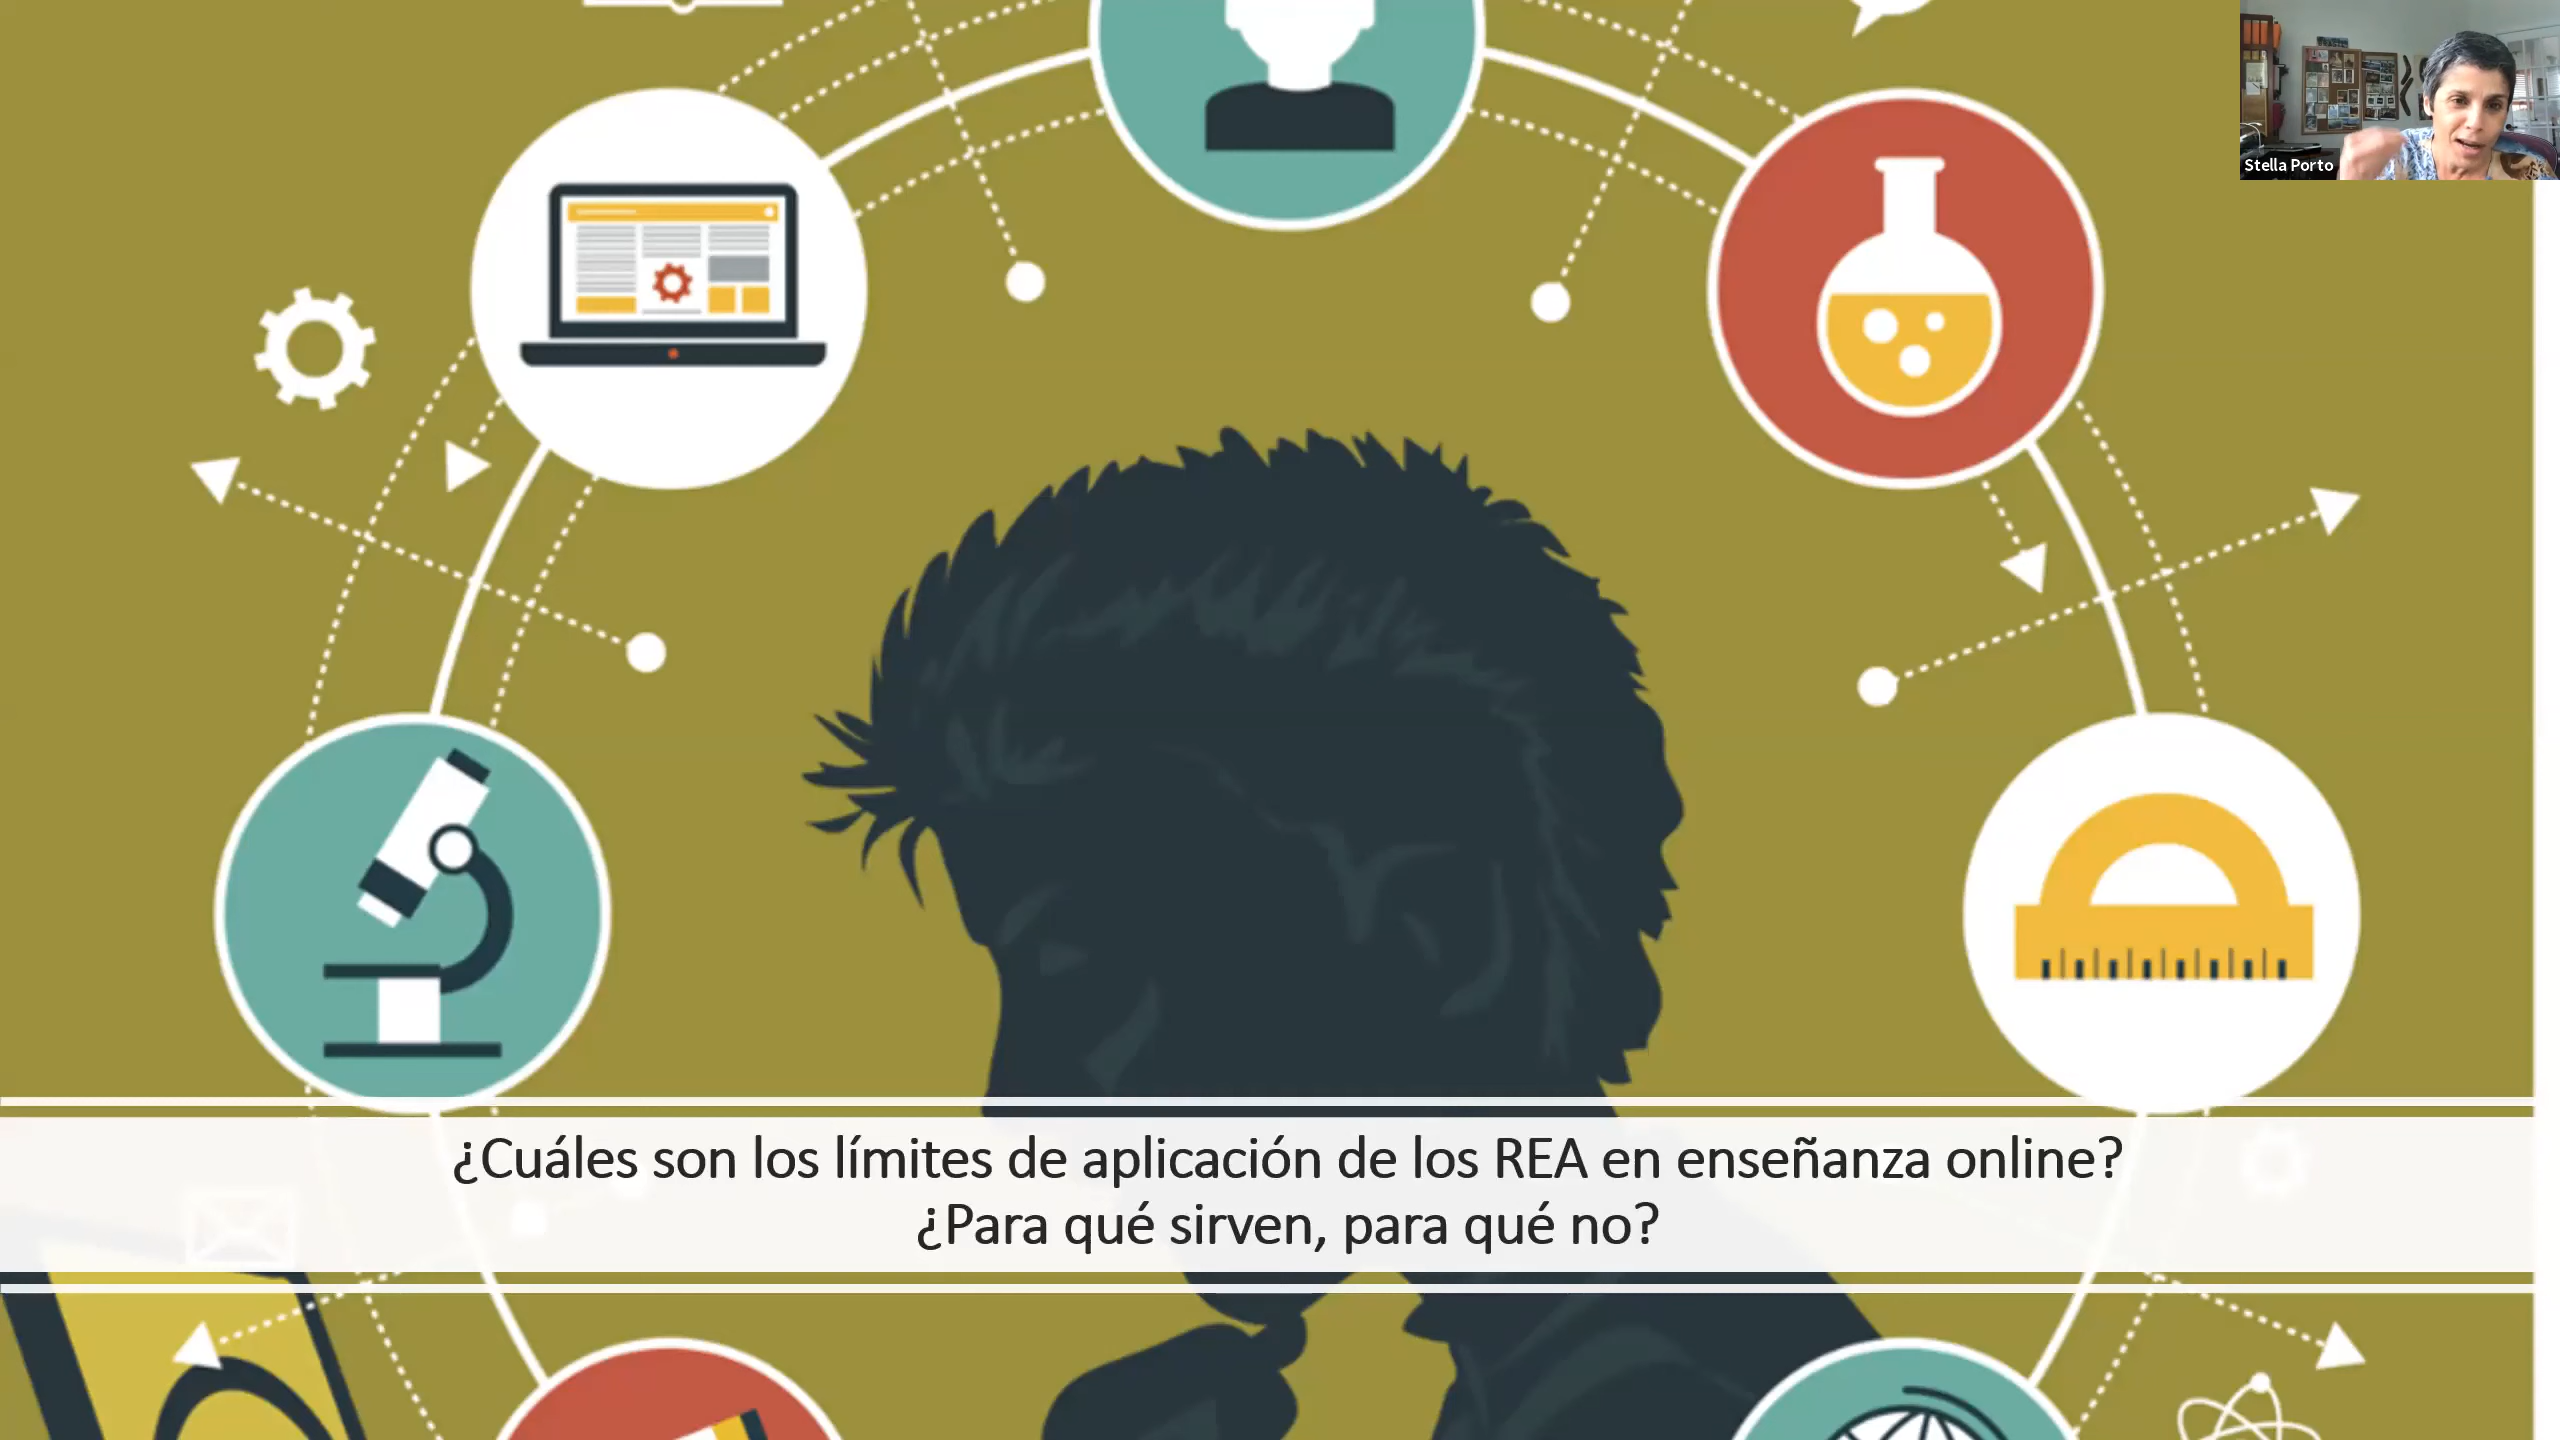 Stella Porto
¿Cuáles son los límites de aplicación de los REA en enseñanza online?
¿Para qué sirven, para qué no?